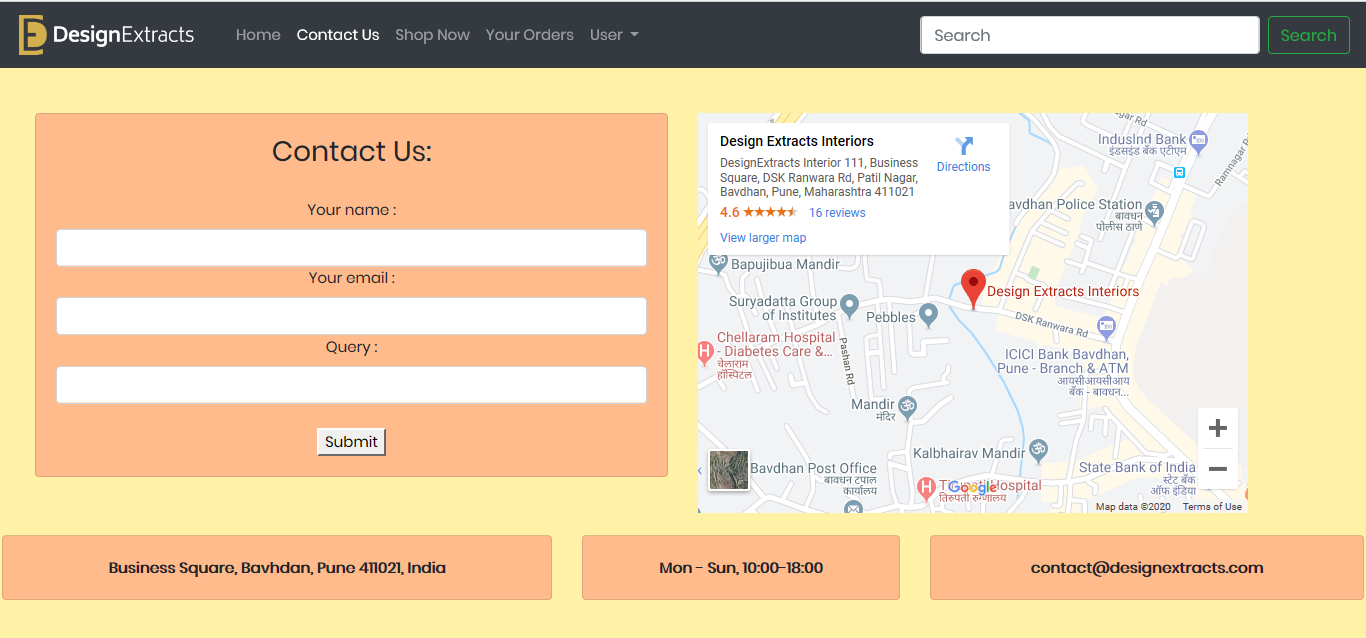 DesignExtracts
Home Contact Us Shop Now Your Orders User
Search
Search
Contact Us:
Your name :
Your email :
Query :
Submit
Design Extracts Interiors
DesignExtracts Interior 111, Business
Square, DSK Ranwara Rd, Patil Nagar,
Bavdhan, Pune, Maharashtra 411021
Directions
4.6 16 reviews
View larger map
IndusInd Bank
इंडसइंड बँक एटीएम
Ramnagar Rd
avdhan Police Station
बावधन
पोलीस ठाणे
Bapujibua Mandir
Design Extracts Interiors
Suryadatta Group
of Institutes
Pebbles
DSK Ranwara Rd
Chellaram Hospital
- Diabetes Care &...
चेलाराम
हॉस्पिटल
Pashan Rd
ICICI Bank Bavdhan,
Pune - Branch & ATM
आयसीआयसीआय
बँक - बावधन...
Mandir
मंदिर
Kalbhairav Mandir
Bavdhan Post Office
बावधन टपाल
कार्यालय
State Bank of India
स्टेट बँक
ऑफ इंडिया
Hospital
तिरुपती रुग्णालय
Google
Map data ©2020 Terms of Use
Business Square, Bavhdan, Pune 411021, India
Mon - Sun, 10:00-18:00
contact@designextracts.com